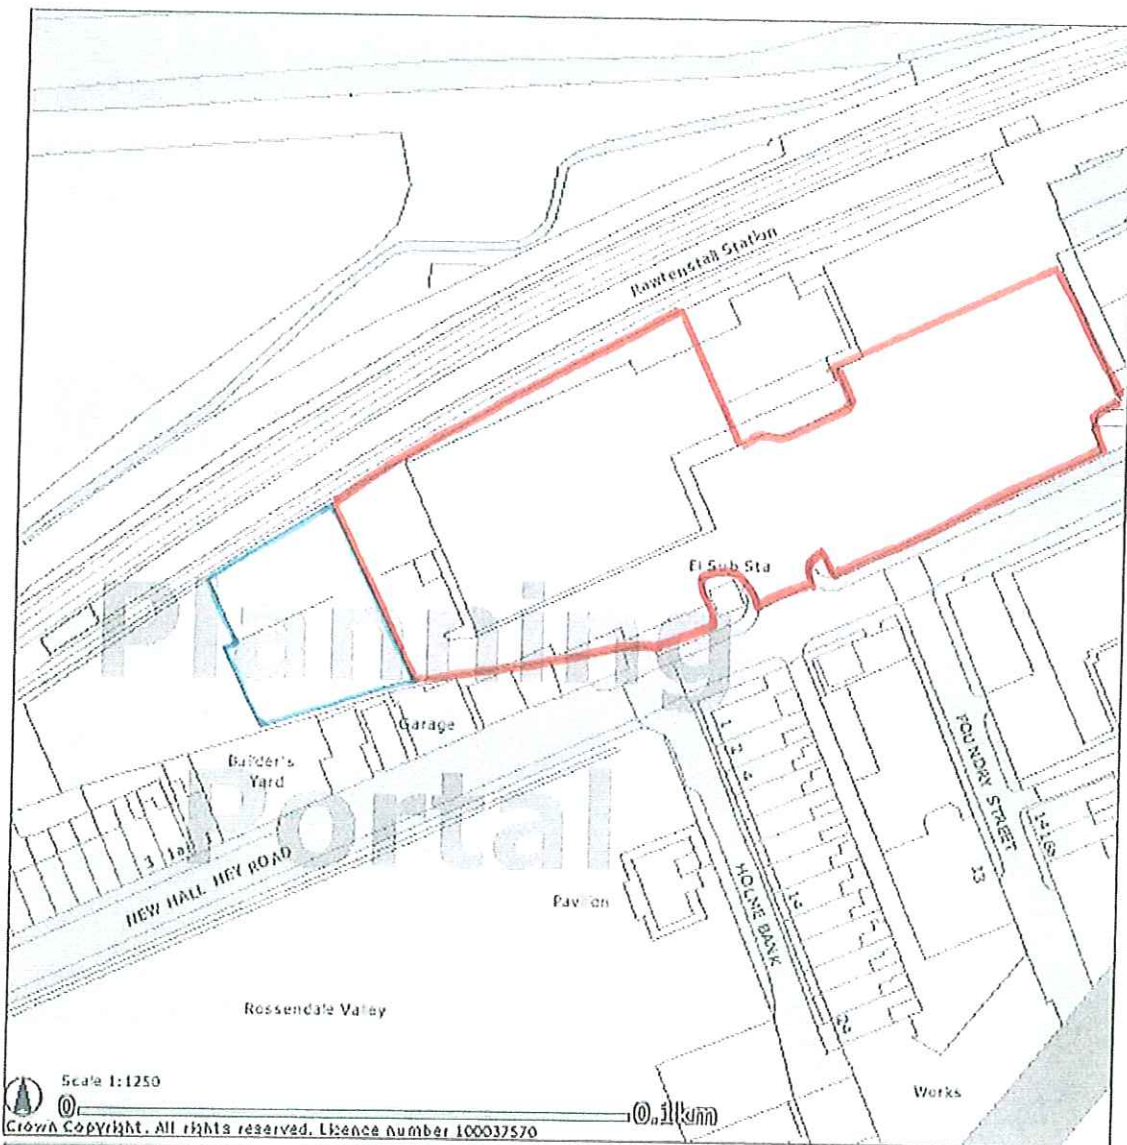 Rawtenstall Station
El Sub Sta
Planning
Garage
Builder's
Yard
Portal
NEW HALL HEY ROAD
Pavilion
HOLME BANK
FOUNDRY STREET
13
Rossendale Valley
Works
Scale 1:1250
0 0.1km
Crown Copyright. All rights reserved. Licence number 100037570